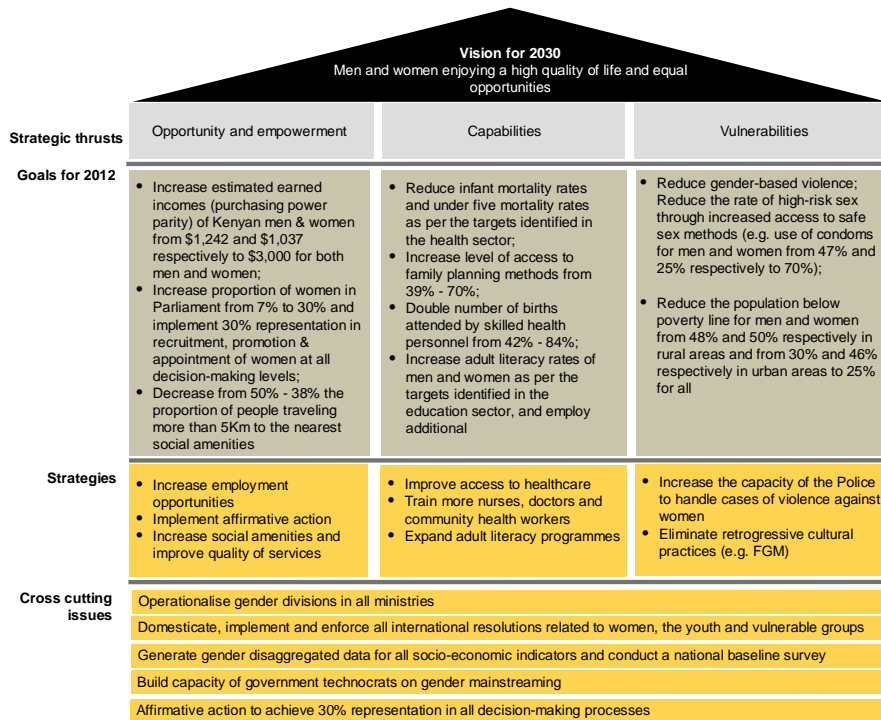 Vision for 2030
Men and women enjoying a high quality of life and equal
opportunities
Strategic thrusts
Opportunity and empowerment
Capabilities
Vulnerabilities
Goals for 2012
• Increase estimated earned
incomes (purchasing power
parity) of Kenyan men & women
from $1,242 and $1,037
respectively to $3,000 for both
men and women;
• Increase proportion of women in
Parliament from 7% to 30% and
implement 30% representation in
recruitment, promotion &
appointment of women at all
decision-making levels;
• Decrease from 50% - 38% the
proportion of people traveling
more than 5Km to the nearest
social amenities
• Reduce infant mortality rates
and under five mortality rates
as per the targets identified in
the health sector;
• Increase level of access to
family planning methods from
39% - 70%;
• Double number of births
attended by skilled health
personnel from 42% - 84%;
• Increase adult literacy rates of
men and women as per the
targets identified in the
education sector, and employ
additional
• Reduce gender-based violence;
Reduce the rate of high-risk sex
through increased access to safe
sex methods (e.g. use of condoms
for men and women from 47% and
25% respectively to 70%);
• Reduce the population below
poverty line for men and women
from 48% and 50% respectively in
rural areas and from 30% and 46%
respectively in urban areas to 25%
for all
Strategies
• Increase employment
opportunities
• Implement affirmative action
• Increase social amenities and
improve quality of services
• Improve access to healthcare
• Train more nurses, doctors and
community health workers
• Expand adult literacy programmes
• Increase the capacity of the Police
to handle cases of violence against
women
• Eliminate retrogressive cultural
practices (e.g. FGM)
Cross cutting
issues
Operationalise gender divisions in all ministries
Domesticate, implement and enforce all international resolutions related to women, the youth and vulnerable groups
Generate gender disaggregated data for all socio-economic indicators and conduct a national baseline survey
Build capacity of government technocrats on gender mainstreaming
Affirmative action to achieve 30% representation in all decision-making processes